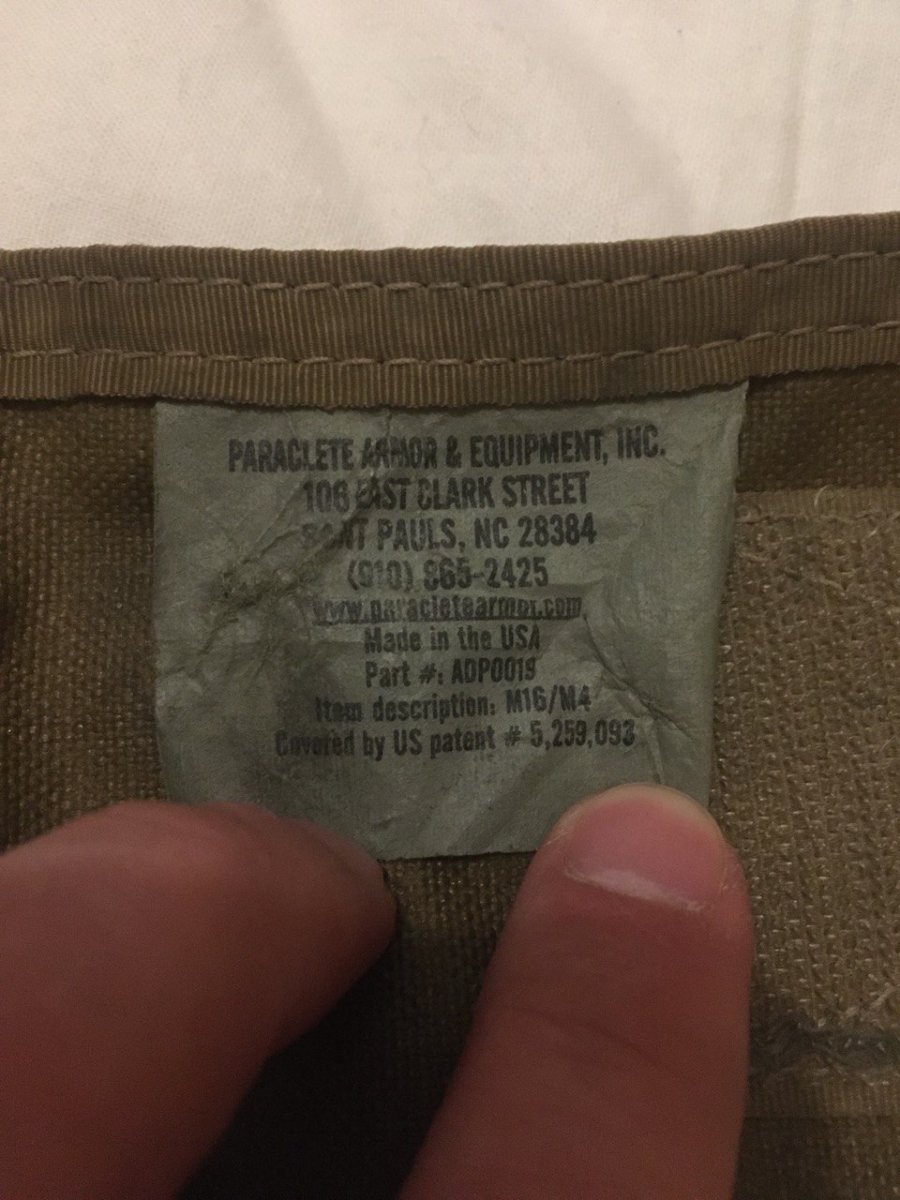 PARACLETE ARMOR & EQUIPMENT, INC.
106 EAST CLARK STREET
SAINT PAULS, NC 28384
(910) 865-2425
www.paracletearmor.com
Made in the USA
Part #: ADP0019
Item description: M16/M4
Covered by US patent # 5,259,093